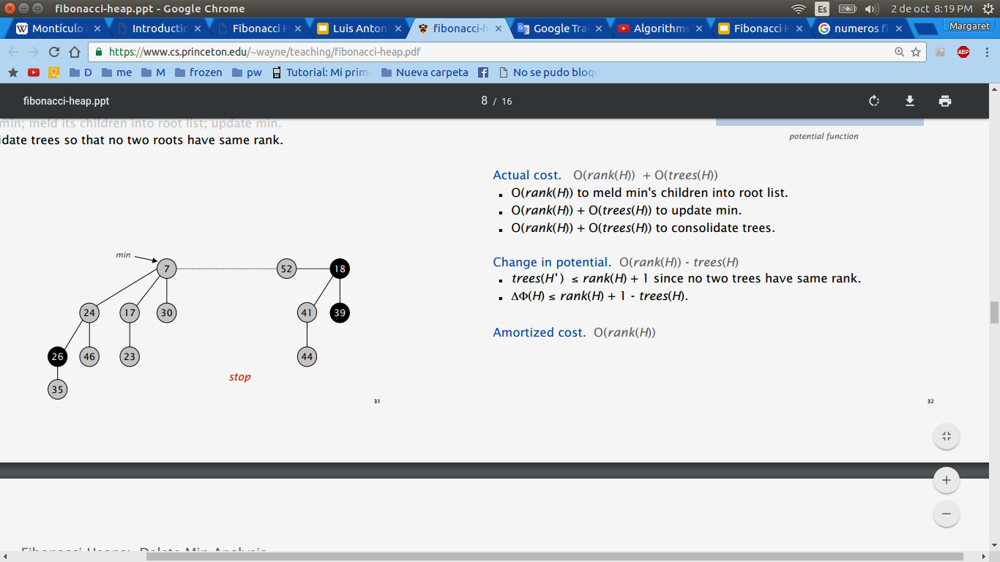 fibonacci-heap.ppt - Google Chrome
Es
2 de oct 8:19 PM
Montículo
Introductio
Fibonacci H
Luis Anton
fibonacci-h
Google Tra
Algorithms
Fibonacci H
numeros fi
Margaret
https://www.cs.princeton.edu/~wayne/teaching/fibonacci-heap.pdf
ABP
D
me
M
frozen
pw
Tutorial: Mi prim
Nueva carpeta
No se pudo bloq
fibonacci-heap.ppt
8 / 16
min; meld its children into root list; update min.
idate trees so that no two roots have same rank.
potential function
min
7
52
18
24
17
30
41
39
26
46
23
44
35
stop
31
Actual cost. O(rank(H)) + O(trees(H))
▪ O(rank(H)) to meld min's children into root list.
▪ O(rank(H)) + O(trees(H)) to update min.
▪ O(rank(H)) + O(trees(H)) to consolidate trees.
Change in potential. O(rank(H)) - trees(H)
▪ trees(H') ≤ rank(H) + 1 since no two trees have same rank.
▪ ΔΦ(H) ≤ rank(H) + 1 - trees(H).
Amortized cost. O(rank(H))
32
Fibonacci Heaps: Delete Min Analysis